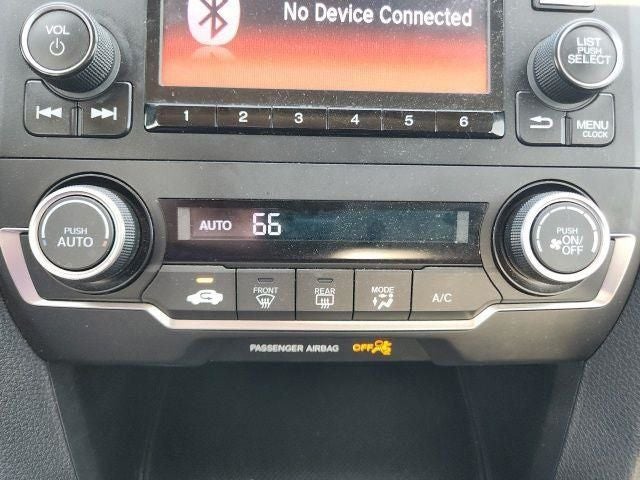 VOL
No Device Connected
LIST
PUSH
SELECT
1 2 3 4 5 6
MENU
CLOCK
PUSH
AUTO
AUTO 66
PUSH
ON/
OFF
FRONT
REAR
MODE
A/C
PASSENGER AIRBAG OFF